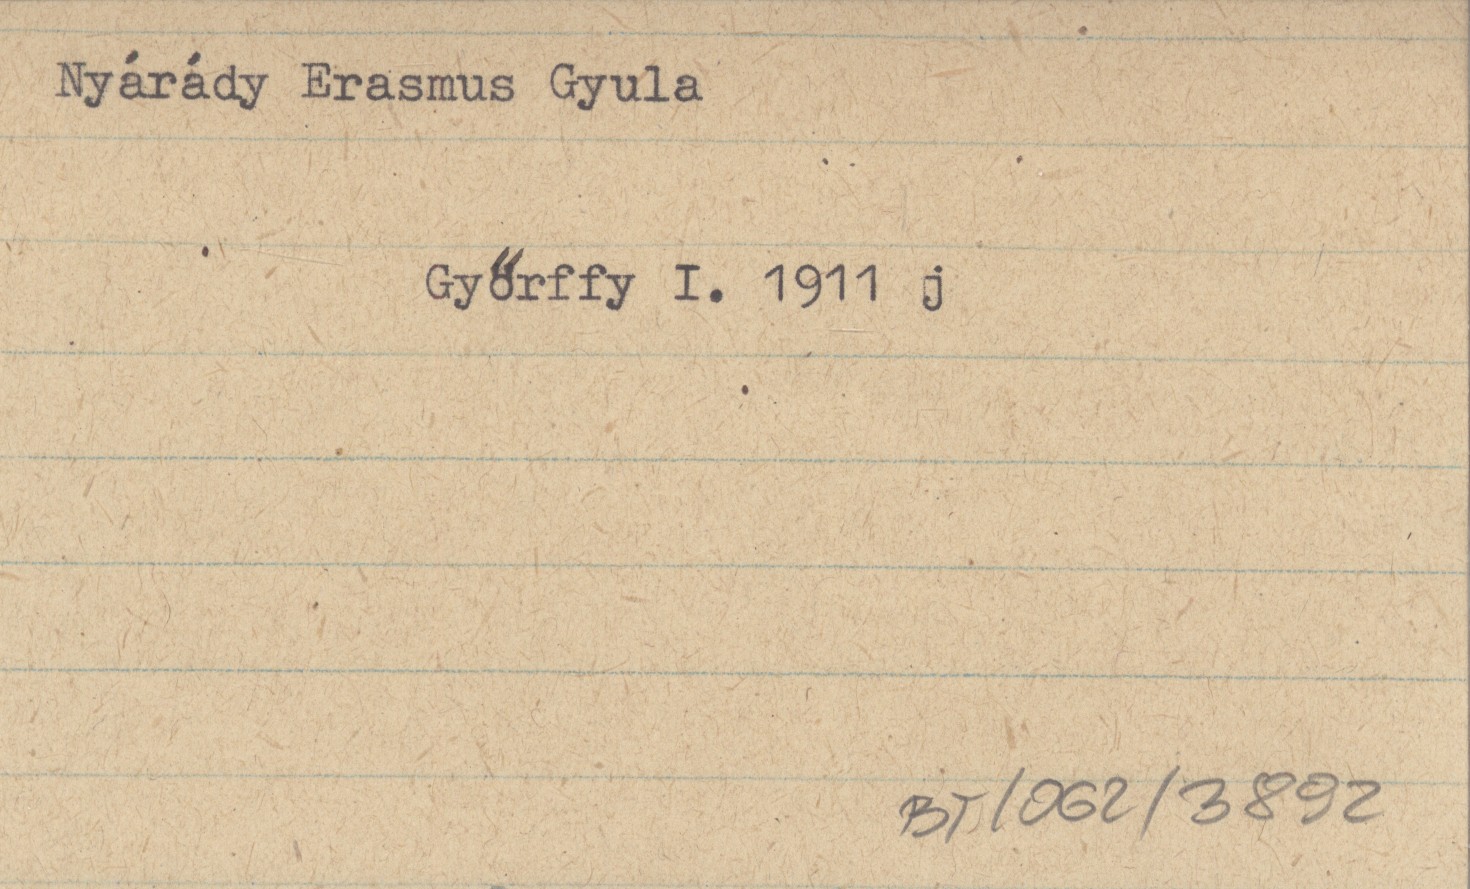 Nyárády Erasmus Gyula
Győrffy I. 1911 j
BT/062/3892